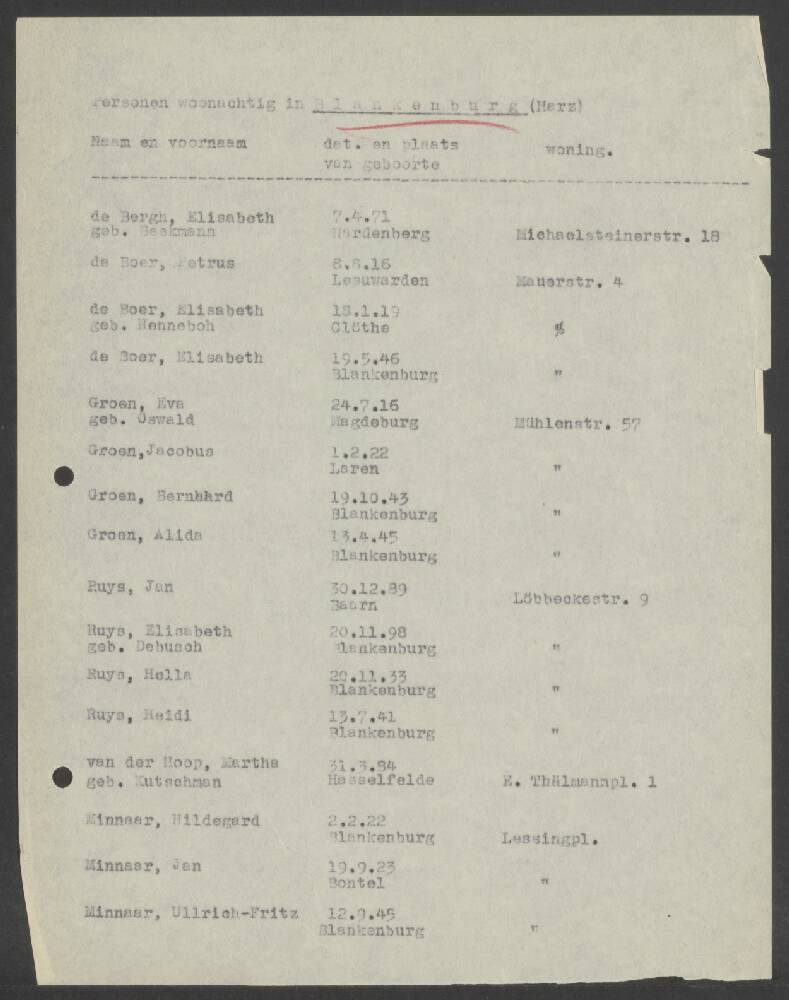 Personen woonachtig in Blankenburg (Harz)
Naam en voornaam dat. en plaats woning.
van geboorte
de Bergh, Elisabeth 7.4.71
geb. Beekmann Hardenberg Michaelsteinerstr. 18
de Boer, Petrus 8.8.16
Leeuwarden Mauerstr. 4
de Boer, Elisabeth 18.1.19
geb. Henneboh Clöthe "
de Boer, Elisabeth 19.5.46
Blankenburg "
Groen, Eva 24.7.16
geb. Oswald Magdeburg Mühlenstr. 57
Groen,Jacobus 1.2.22
Laren "
Groen, Bernhard 19.10.43
Blankenburg "
Groen, Alida 13.4.45
Blankenburg "
Ruys, Jan 30.12.89
Baarn Löbbeckestr. 9
Ruys, Elisabeth 20.11.98
geb. Debusch Blankenburg "
Ruys, Hella 20.11.33
Blankenburg "
Ruys, Heidi 13.7.41
Blankenburg "
van der Hoop, Martha 31.3.84
geb. Kutschman Hasselfelde E. Thälmannpl. 1
Minnaar, Hildegard 2.2.22
Blankenburg Lessingpl.
Minnaar, Jan 19.9.23
Bontel "
Minnaar, Ullrich-Fritz 12.9.45
Blankenburg "